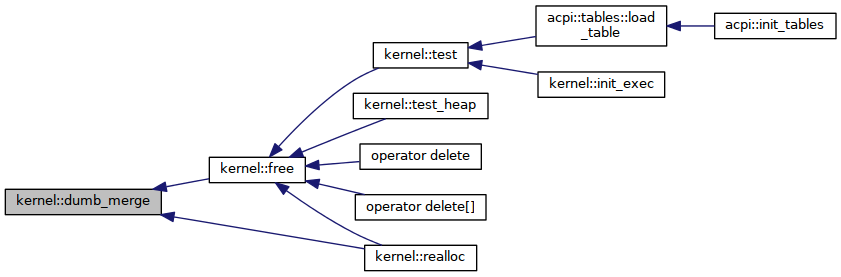 acpi::tables::load
_table
acpi::init_tables
kernel::test
kernel::init_exec
kernel::test_heap
operator delete
kernel::free
kernel::dumb_merge
operator delete[]
kernel::realloc